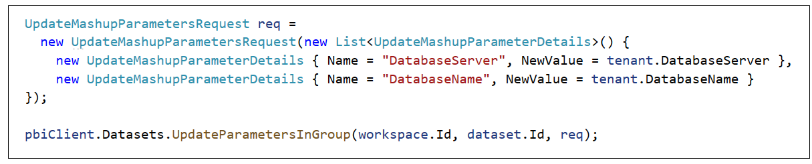 UpdateMashupParametersRequest req =
new UpdateMashupParametersRequest(new List<UpdateMashupParameterDetails>() {
new UpdateMashupParameterDetails { Name = "DatabaseServer", NewValue = tenant.DatabaseServer },
new UpdateMashupParameterDetails { Name = "DatabaseName", NewValue = tenant.DatabaseName }
});
pbiClient.Datasets.UpdateParametersInGroup(workspace.Id, dataset.Id, req);